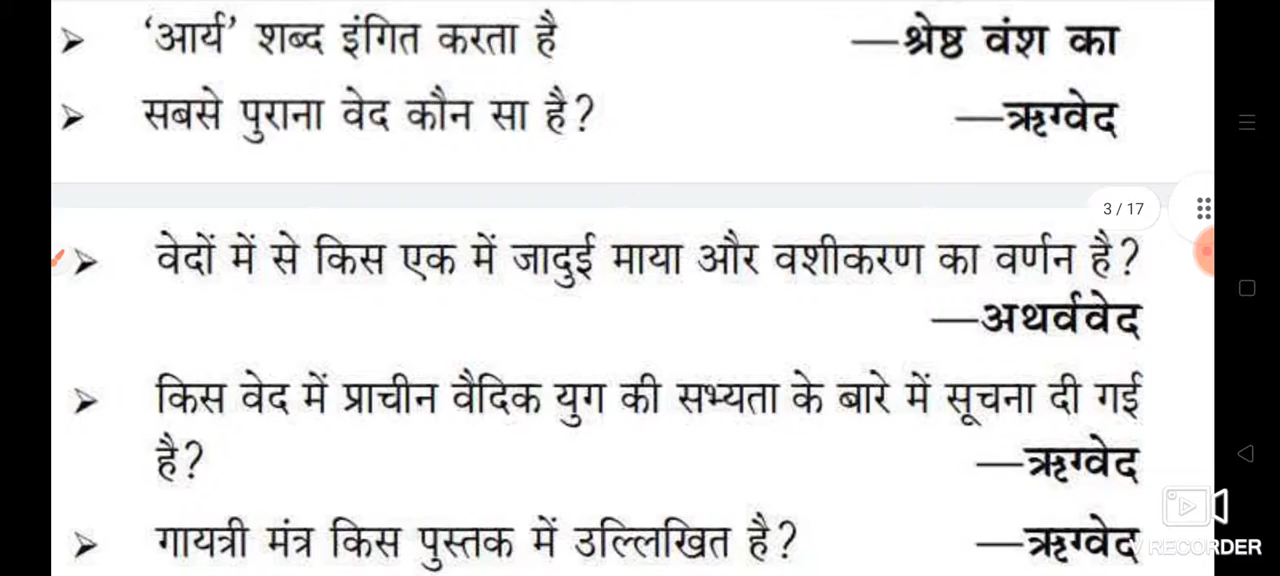 ➢ ‘आर्य’ शब्द इंगित करता है —श्रेष्ठ वंश का
➢ सबसे पुराना वेद कौन सा है? —ऋग्वेद
3 / 17
➢ वेदों में से किस एक में जादुई माया और वशीकरण का वर्णन है?
—अथर्ववेद
➢ किस वेद में प्राचीन वैदिक युग की सभ्यता के बारे में सूचना दी गई
है? —ऋग्वेद
➢ गायत्री मंत्र किस पुस्तक में उल्लिखित है? —ऋग्वेद
RECORDER